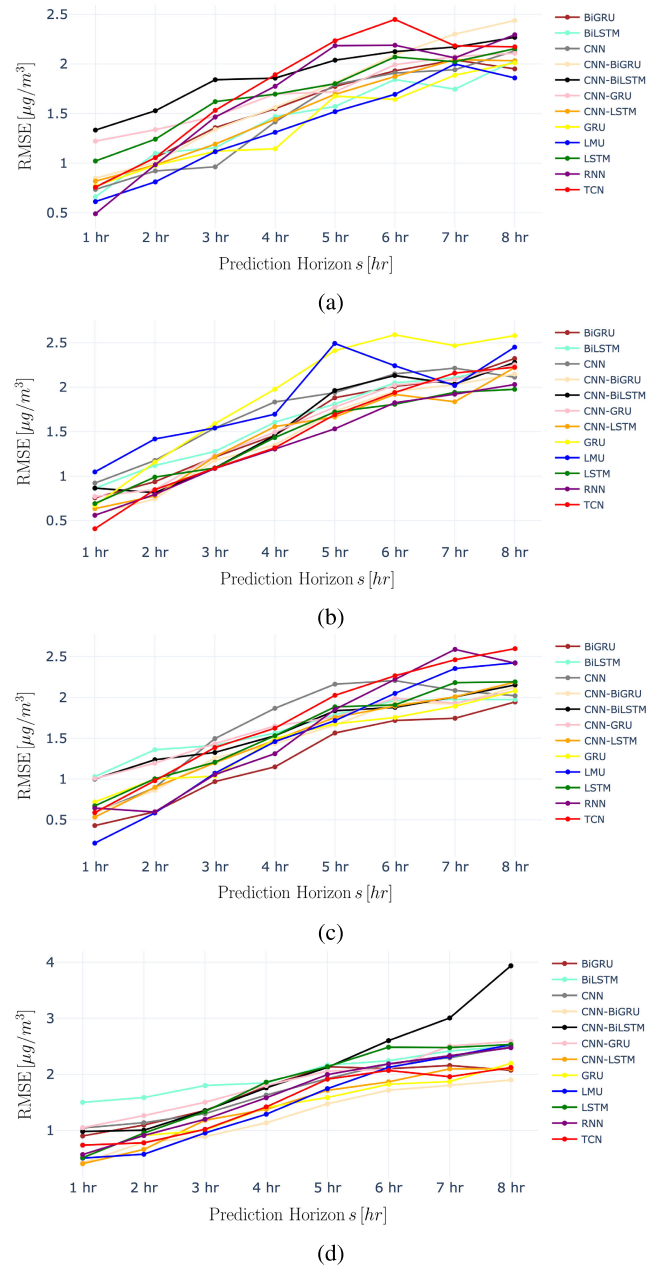 2.5
2
1.5
1
0.5
RMSE [μg/m³]
1 hr 2 hr 3 hr 4 hr 5 hr 6 hr 7 hr 8 hr
Prediction Horizon s [hr]
BiGRU
BiLSTM
CNN
CNN-BiGRU
CNN-BiLSTM
CNN-GRU
CNN-LSTM
GRU
LMU
LSTM
RNN
TCN
(a)
2.5
2
1.5
1
0.5
RMSE [μg/m³]
1 hr 2 hr 3 hr 4 hr 5 hr 6 hr 7 hr 8 hr
Prediction Horizon s [hr]
BiGRU
BiLSTM
CNN
CNN-BiGRU
CNN-BiLSTM
CNN-GRU
CNN-LSTM
GRU
LMU
LSTM
RNN
TCN
(b)
2.5
2
1.5
1
0.5
RMSE [μg/m³]
1 hr 2 hr 3 hr 4 hr 5 hr 6 hr 7 hr 8 hr
Prediction Horizon s [hr]
BiGRU
BiLSTM
CNN
CNN-BiGRU
CNN-BiLSTM
CNN-GRU
CNN-LSTM
GRU
LMU
LSTM
RNN
TCN
(c)
4
3
2
1
RMSE [μg/m³]
1 hr 2 hr 3 hr 4 hr 5 hr 6 hr 7 hr 8 hr
Prediction Horizon s [hr]
BiGRU
BiLSTM
CNN
CNN-BiGRU
CNN-BiLSTM
CNN-GRU
CNN-LSTM
GRU
LMU
LSTM
RNN
TCN
(d)